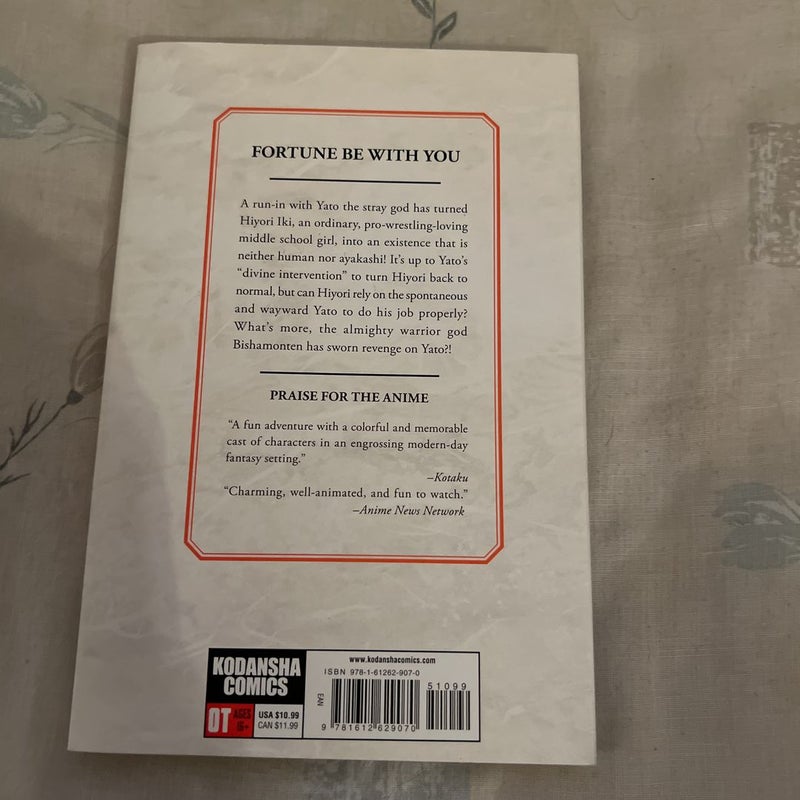 FORTUNE BE WITH YOU
A run-in with Yato the stray god has turned
Hiyori Iki, an ordinary, pro-wrestling-loving
middle school girl, into an existence that is
neither human nor ayakashi! It's up to Yato's
"divine intervention" to turn Hiyori back to
normal, but can Hiyori rely on the spontaneous
and wayward Yato to do his job properly?
What's more, the almighty warrior god
Bishamonten has sworn revenge on Yato?!
PRAISE FOR THE ANIME
"A fun adventure with a colorful and memorable
cast of characters in an engrossing modern-day
fantasy setting."
–Kotaku
"Charming, well-animated, and fun to watch."
–Anime News Network
KODANSHA
COMICS
OT AGES
16+
USA $10.99
CAN $11.99
www.kodanshacomics.com
ISBN 978-1-61262-907-0
51099
EAN
9 781612 629070